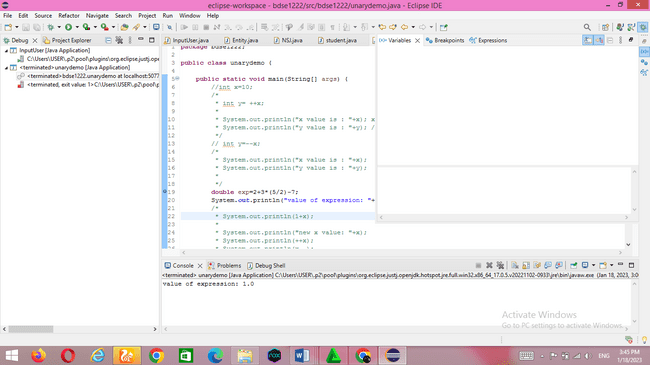 eclipse-workspace - bdse1222/src/bdse1222/unarydemo.java - Eclipse IDE
File Edit Source Refactor Navigate Search Project Run Window Help
Debug Project Explorer
InputUser.java Entity.java NSJ.java student.java
Variables Breakpoints Expressions
InputUser [Java Application]
C:\Users\USER\.p2\pool\plugins\org.eclipse.justj.ope
<terminated>unarydemo [Java Application]
<terminated>bdse1222.unarydemo at localhost:5077
<terminated, exit value: 1>C:\Users\USER\.p2\pool\p
package bdse1222;
2
3 public class unarydemo {
4
5 public static void main(String[] args) {
6 //int x=10;
7 /*
8 * int y= ++x;
9 *
10 * System.out.println("x value is : "+x);
11 * System.out.println("y value is : "+y); /
12 */
13 // int y=--x;
14 /*
15 * System.out.println("x value is : "+x);
16 * System.out.println("y value is : "+y);
17 *
18 */
19 double exp=2+3*(5/2)-7;
20 System.out.println("value of expression: "+
21 /*
22 * System.out.println(1+x);
23 *
24 * System.out.println("new x value: "+x);
25 * System.out.println(++x);
Console Problems Debug Shell
<terminated> unarydemo [Java Application] C:\Users\USER\.p2\pool\plugins\org.eclipse.justj.openjdk.hotspot.jre.full.win32.x86_64_17.0.5.v20221102-0933\jre\bin\javaw.exe (Jan 18, 2023, 3:0
value of expression: 1.0
Activate Windows
Go to PC settings to activate Windows.
ENG
3:45 PM
1/18/2023